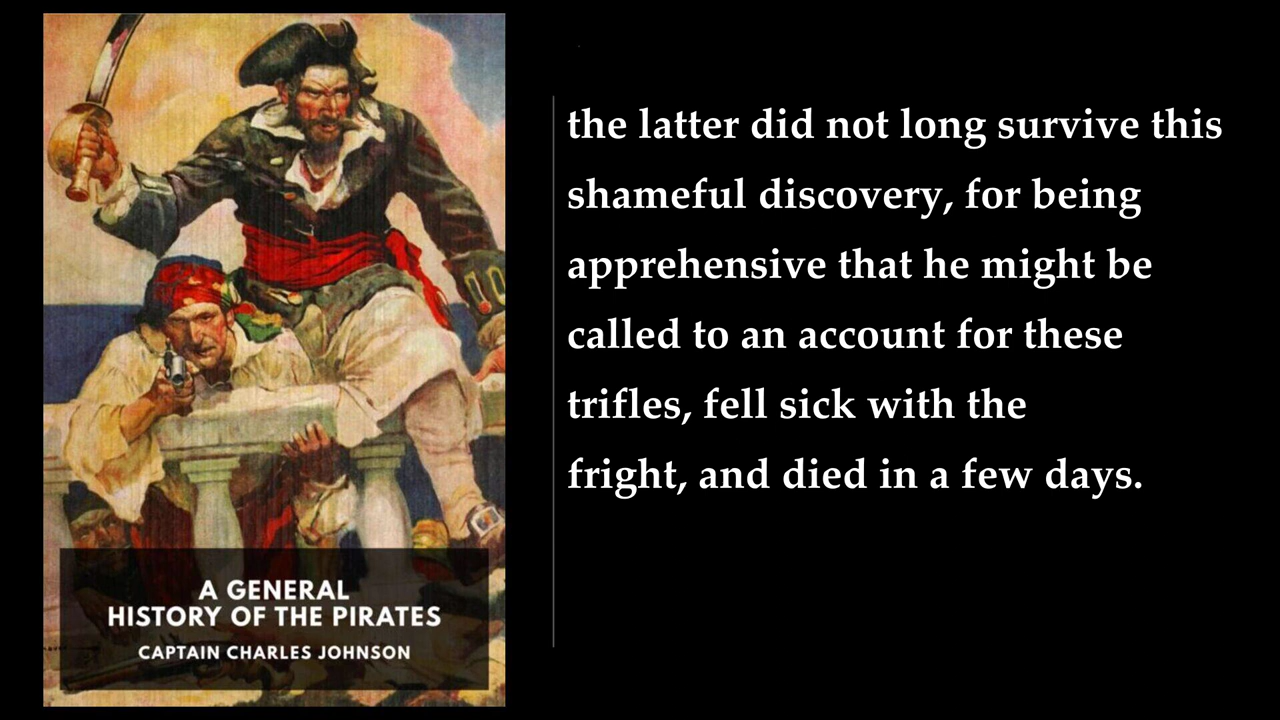 A GENERAL
HISTORY OF THE PIRATES
CAPTAIN CHARLES JOHNSON
the latter did not long survive this
shameful discovery, for being
apprehensive that he might be
called to an account for these
trifles, fell sick with the
fright, and died in a few days.